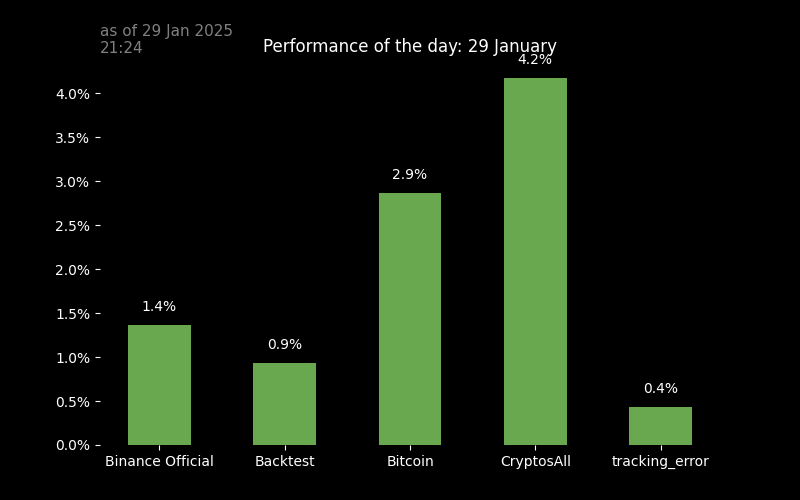 as of 29 Jan 2025
21:24
Performance of the day: 29 January
4.2%
4.0%
3.5%
3.0%
2.9%
2.5%
2.0%
1.5%
1.4%
1.0%
0.9%
0.5%
0.4%
0.0%
Binance Official
Backtest
Bitcoin
CryptosAll
tracking_error